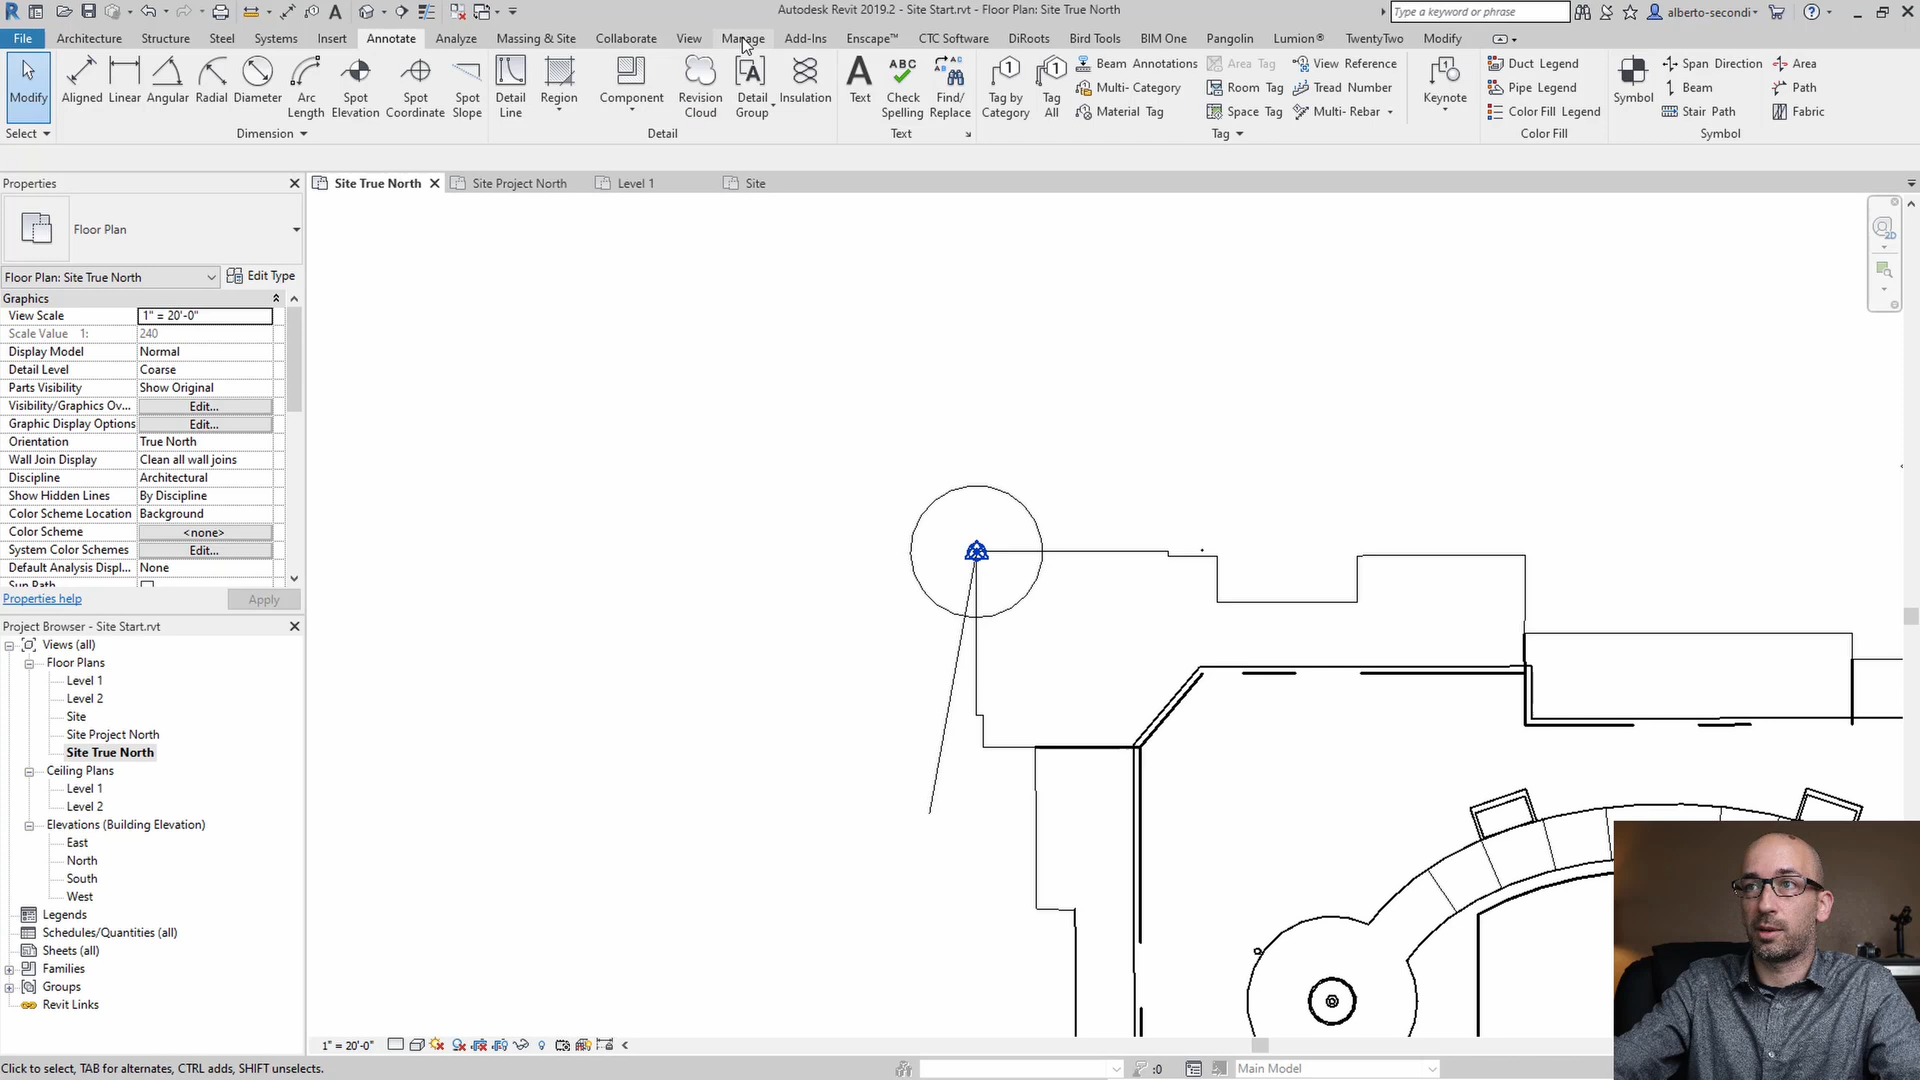 Autodesk Revit 2019.2 - Site Start.rvt - Floor Plan: Site True North
Type a keyword or phrase
alberto-secondi
File Architecture Structure Steel Systems Insert Annotate Analyze Massing & Site Collaborate View Manage Add-Ins Enscape™ CTC Software DiRoots Bird Tools BIM One Pangolin Lumion® TwentyTwo Modify
Modify
Aligned Linear Angular Radial Diameter Arc Length Spot Elevation Spot Coordinate Spot Slope
Detail Line Region Component Revision Cloud Detail Group Insulation
Text Check Spelling Find/ Replace
Tag by Category Tag All
Beam Annotations Area Tag View Reference
Multi- Category Room Tag Tread Number
Material Tag Space Tag Multi- Rebar
Keynote
Duct Legend
Pipe Legend
Color Fill Legend
Symbol
Span Direction Area
Beam Path
Stair Path Fabric
Select Dimension Detail Text Tag Color Fill Symbol
Properties
Site True North Site Project North Level 1 Site
Floor Plan
Floor Plan: Site True North Edit Type
Graphics
View Scale 1" = 20'-0"
Scale Value 1: 240
Display Model Normal
Detail Level Coarse
Parts Visibility Show Original
Visibility/Graphics Ov... Edit...
Graphic Display Options Edit...
Orientation True North
Wall Join Display Clean all wall joins
Discipline Architectural
Show Hidden Lines By Discipline
Color Scheme Location Background
Color Scheme <none>
System Color Schemes Edit...
Default Analysis Displ... None
Sun Path
Properties help Apply
Project Browser - Site Start.rvt
Views (all)
Floor Plans
Level 1
Level 2
Site
Site Project North
Site True North
Ceiling Plans
Level 1
Level 2
Elevations (Building Elevation)
East
North
South
West
Legends
Schedules/Quantities (all)
Sheets (all)
Families
Groups
Revit Links
1" = 20'-0"
Click to select, TAB for alternates, CTRL adds, SHIFT unselects.
:0
Main Model
2D